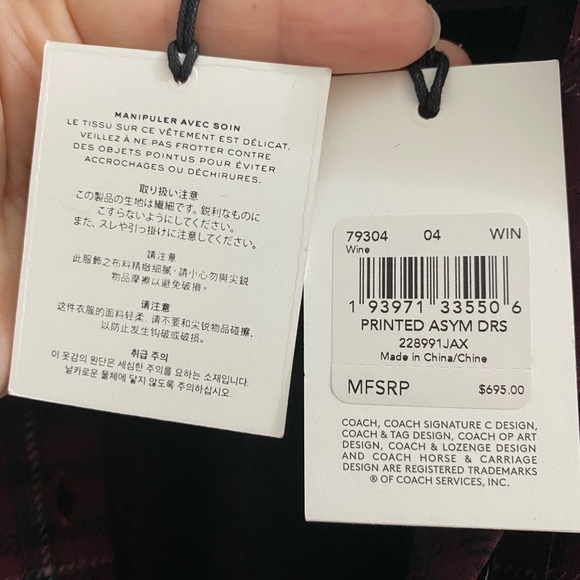 MANIPULER AVEC SOIN
LE TISSU SUR CE VÊTEMENT EST DÉLICAT.
VEILLEZ À NE PAS FROTTER CONTRE
DES OBJETS POINTUS POUR ÉVITER
ACCROCHAGES OU DÉCHIRURES.
取り扱い注意
この製品の生地は繊細です。鋭利なものに
こすらないようにしてください。
また、スレや引っ掛けに注意してください。
請注意
此服飾之布料精緻細膩，請小心勿與尖銳
物品摩擦以避免破損。
请注意
这件衣服的面料轻柔，请不要和尖锐物品碰擦，
以防止发生钩破或破损。
취급 주의
이 옷감의 원단은 세심한 주의를 요하는 소재입니다.
날카로운 물체에 닿지 않도록 주의하십시오.
79304 04 WIN
Wine
1 93971 33550 6
PRINTED ASYM DRS
228991JAX
Made in China/Chine
MFSRP $695.00
COACH, COACH SIGNATURE C DESIGN,
COACH & TAG DESIGN, COACH OP ART
DESIGN, COACH & LOZENGE DESIGN
AND COACH HORSE & CARRIAGE
DESIGN ARE REGISTERED TRADEMARKS
® OF COACH SERVICES, INC.